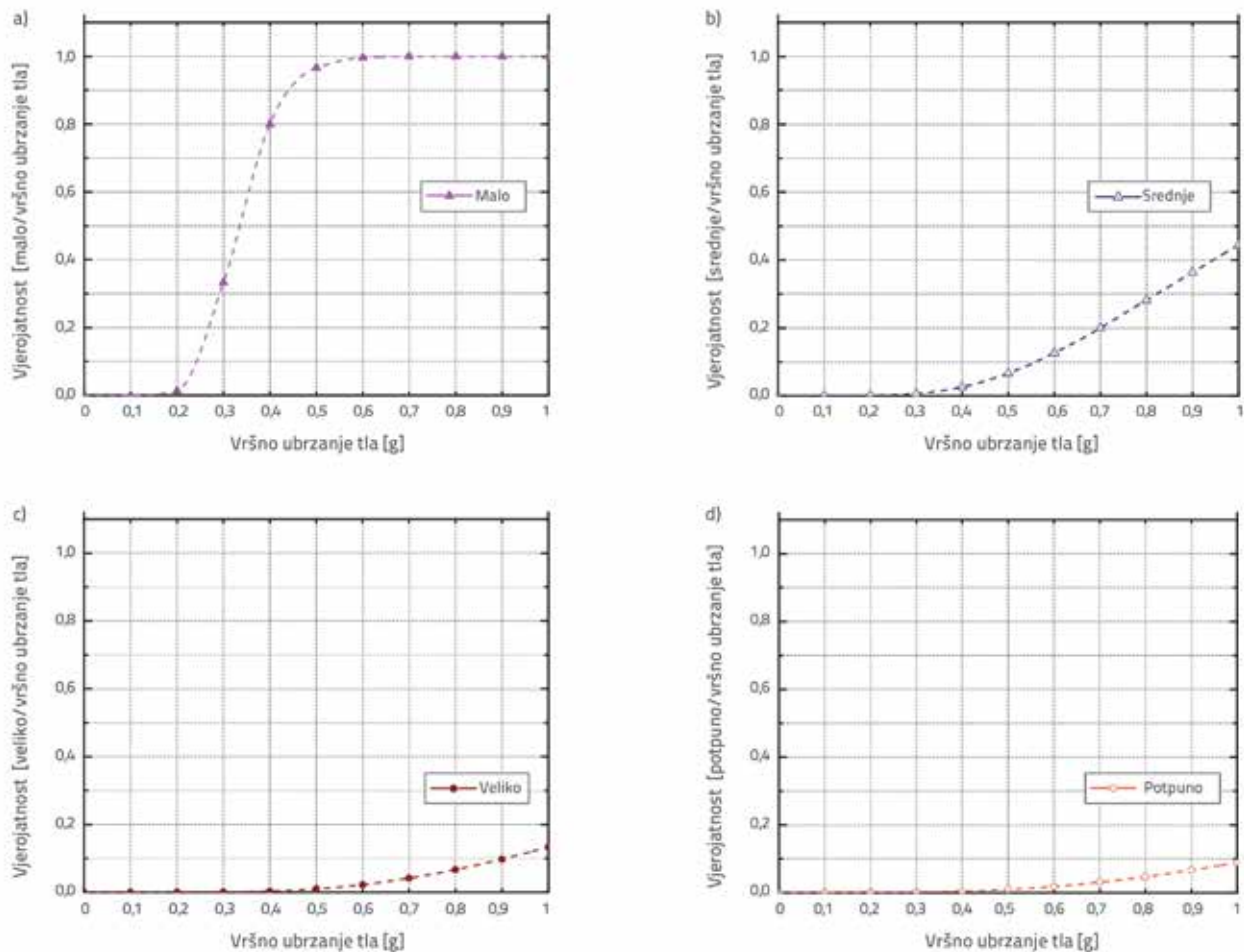 a)
Vjerojatnost [malo/vršno ubrzanje tla]
1,0
0,8
0,6
0,4
0,2
0,0
Malo
0 0,1 0,2 0,3 0,4 0,5 0,6 0,7 0,8 0,9 1
Vršno ubrzanje tla [g]
b)
Vjerojatnost [srednje/vršno ubrzanje tla]
1,0
0,8
0,6
0,4
0,2
0,0
Srednje
0 0,1 0,2 0,3 0,4 0,5 0,6 0,7 0,8 0,9 1
Vršno ubrzanje tla [g]
c)
Vjerojatnost [veliko/vršno ubrzanje tla]
1,0
0,8
0,6
0,4
0,2
0,0
Veliko
0 0,1 0,2 0,3 0,4 0,5 0,6 0,7 0,8 0,9 1
Vršno ubrzanje tla [g]
d)
Vjerojatnost [potpuno/vršno ubrzanje tla]
1,0
0,8
0,6
0,4
0,2
0,0
Potpuno
0 0,1 0,2 0,3 0,4 0,5 0,6 0,7 0,8 0,9 1
Vršno ubrzanje tla [g]